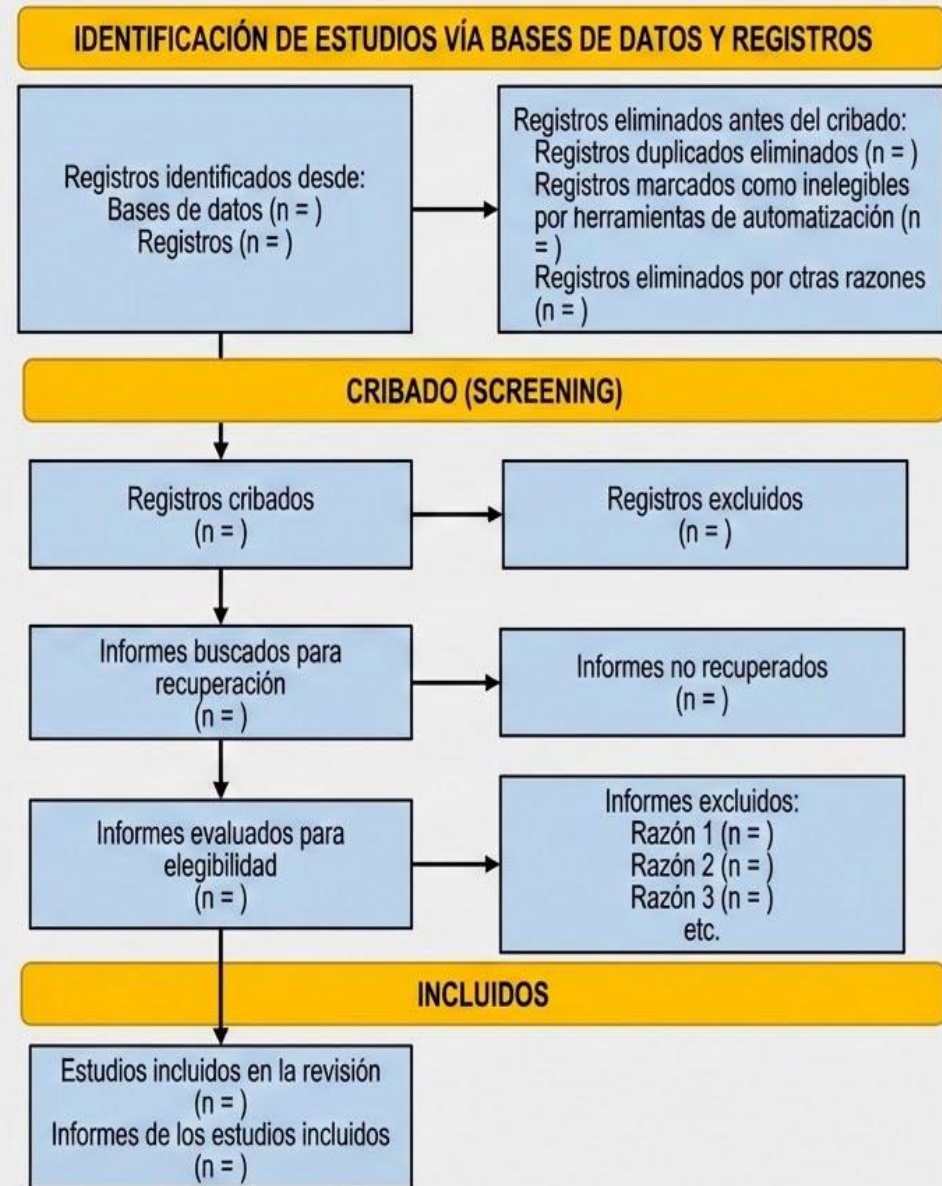 IDENTIFICACIÓN DE ESTUDIOS VÍA BASES DE DATOS Y REGISTROS
Registros identificados desde:
Bases de datos (n = )
Registros (n = )
Registros eliminados antes del cribado:
Registros duplicados eliminados (n = )
Registros marcados como inelegibles
por herramientas de automatización (n
= )
Registros eliminados por otras razones
(n = )
CRIBADO (SCREENING)
Registros cribados
(n = )
Registros excluidos
(n = )
Informes buscados para
recuperación
(n = )
Informes no recuperados
(n = )
Informes evaluados para
elegibilidad
(n = )
Informes excluidos:
Razón 1 (n = )
Razón 2 (n = )
Razón 3 (n = )
etc.
INCLUIDOS
Estudios incluidos en la revisión
(n = )
Informes de los estudios incluidos
(n = )